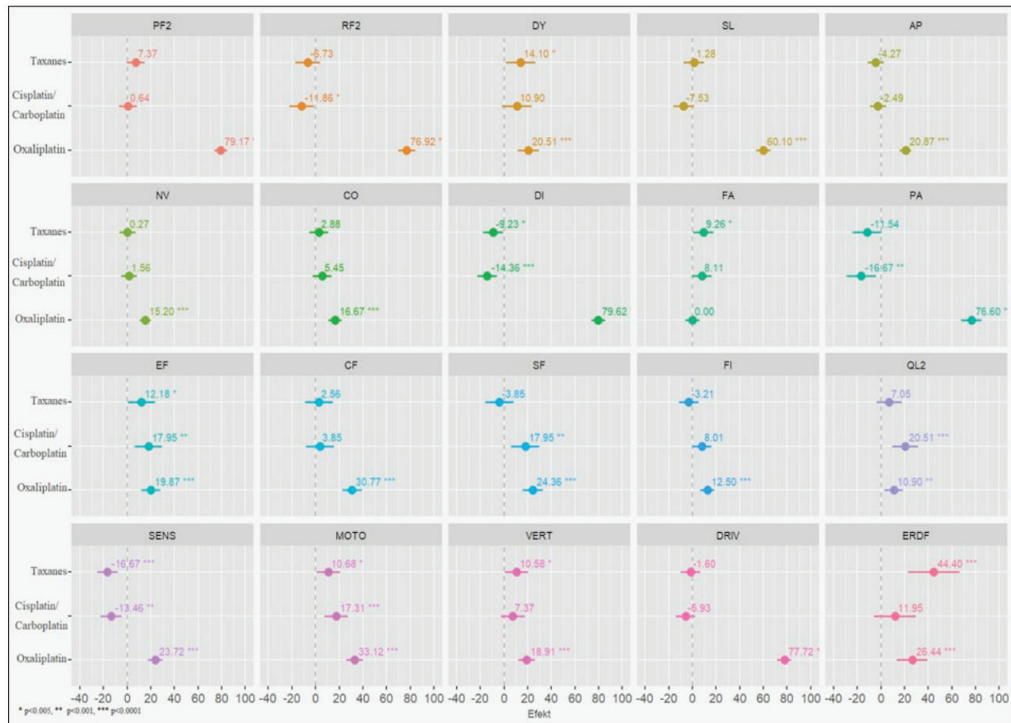 PF2 RF2 DY SL AP
Taxanes 7.37 -6.73 14.10 * 1.28 -4.27
Cisplatin/
Carboplatin 0.64 -11.86 * 10.90 -7.53 -2.49
Oxaliplatin 79.17 * 76.92 * 20.51 *** 60.10 *** 20.87 ***
NV CO DI FA PA
Taxanes 0.27 2.88 -9.23 * 9.26 * -11.54
Cisplatin/
Carboplatin 1.56 5.45 -14.36 *** 8.11 -16.67 **
Oxaliplatin 15.20 *** 16.67 *** 79.62 0.00 76.60 *
EF CF SF FI QL2
Taxanes 12.18 * 2.56 -3.85 -3.21 7.05
Cisplatin/
Carboplatin 17.95 ** 3.85 17.95 ** 8.01 20.51 ***
Oxaliplatin 19.87 *** 30.77 *** 24.36 *** 12.50 *** 10.90 **
SENS MOTO VERT DRIV ERDF
Taxanes -16.67 *** 10.68 * 10.58 * -1.60 44.40 ***
Cisplatin/
Carboplatin -13.46 ** 17.31 *** 7.37 -5.93 11.95
Oxaliplatin 23.72 *** 33.12 *** 18.91 *** 77.72 * 26.44 ***
-40 -20 0 20 40 60 80 100 -40 -20 0 20 40 60 80 100 -40 -20 0 20 40 60 80 100 -40 -20 0 20 40 60 80 100 -40 -20 0 20 40 60 80 100
* p<0.005, ** p<0.001, *** p<0.0001
Efekt